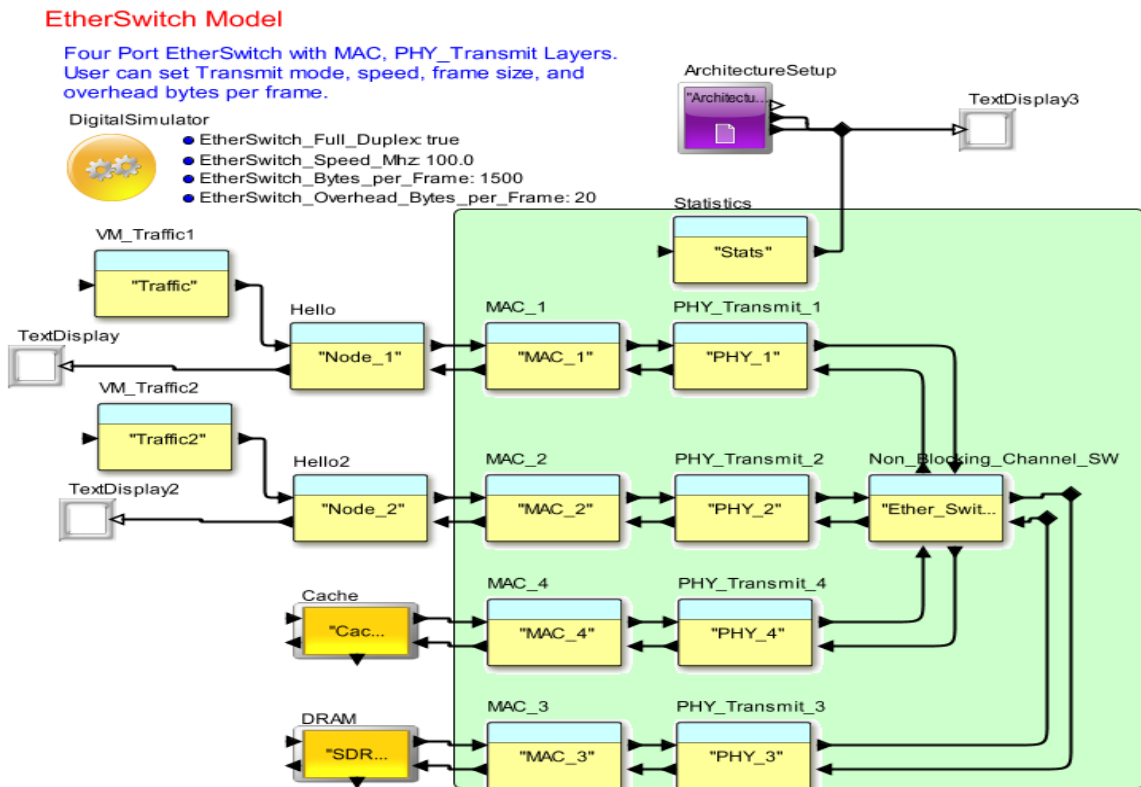 EtherSwitch Model
Four Port EtherSwitch with MAC, PHY_Transmit Layers.
User can set Transmit mode, speed, frame size, and
overhead bytes per frame.
DigitalSimulator
EtherSwitch_Full_Duplex: true
EtherSwitch_Speed_Mhz: 100.0
EtherSwitch_Bytes_per_Frame: 1500
EtherSwitch_Overhead_Bytes_per_Frame: 20
ArchitectureSetup
"Architectu...
TextDisplay3
Statistics
"Stats"
VM_Traffic1
"Traffic"
Hello
"Node_1"
MAC_1
"MAC_1"
PHY_Transmit_1
"PHY_1"
TextDisplay
VM_Traffic2
"Traffic2"
Hello2
"Node_2"
MAC_2
"MAC_2"
PHY_Transmit_2
"PHY_2"
Non_Blocking_Channel_SW
"Ether_Swit...
TextDisplay2
Cache
"Cac...
MAC_4
"MAC_4"
PHY_Transmit_4
"PHY_4"
DRAM
"SDR...
MAC_3
"MAC_3"
PHY_Transmit_3
"PHY_3"